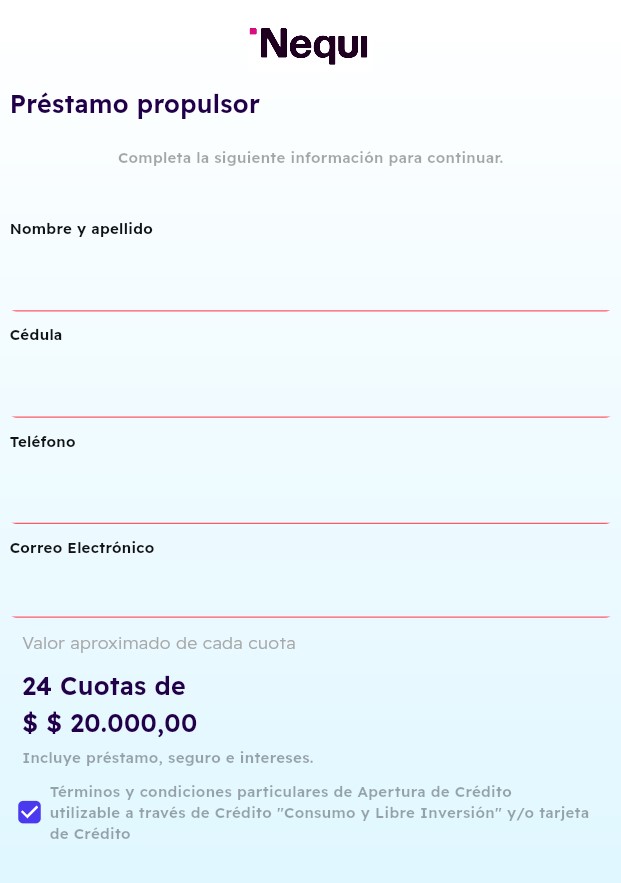 Nequi
Préstamo propulsor
Completa la siguiente información para continuar.
Nombre y apellido
Cédula
Teléfono
Correo Electrónico
Valor aproximado de cada cuota
24 Cuotas de
$ $ 20.000,00
Incluye préstamo, seguro e intereses.
Términos y condiciones particulares de Apertura de Crédito
utilizable a través de Crédito "Consumo y Libre Inversión" y/o tarjeta
de Crédito